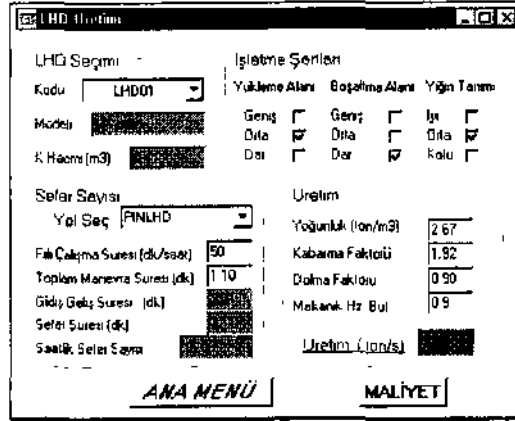 LHD Üretim
LHD Seçimi
İşletme Şartları
Kodu LHD01
Yükleme Alanı Boşaltma Alanı Yığın Tanımı
Geniş Geniş İyi
Modeli
Orta Orta Orta
K Hacmi (m3)
Dar Dar Kötü
Sefer Sayısı
Üretim
Yol Seç PINLHD
Yoğunluk (ton/m3) 2.67
Fiili Çalışma Süresi (dk/saat) 50
Kabarma Faktörü 1.92
Toplam Manevra Süresi (dk) 1.10
Dolma Faktörü 0.90
Gidiş Geliş Süresi (dk)
Mekanik Hz Bul 0.9
Sefer Süresi (dk)
Saatlik Sefer Sayısı
Üretim (ton/s)
ANA MENÜ
MALİYET